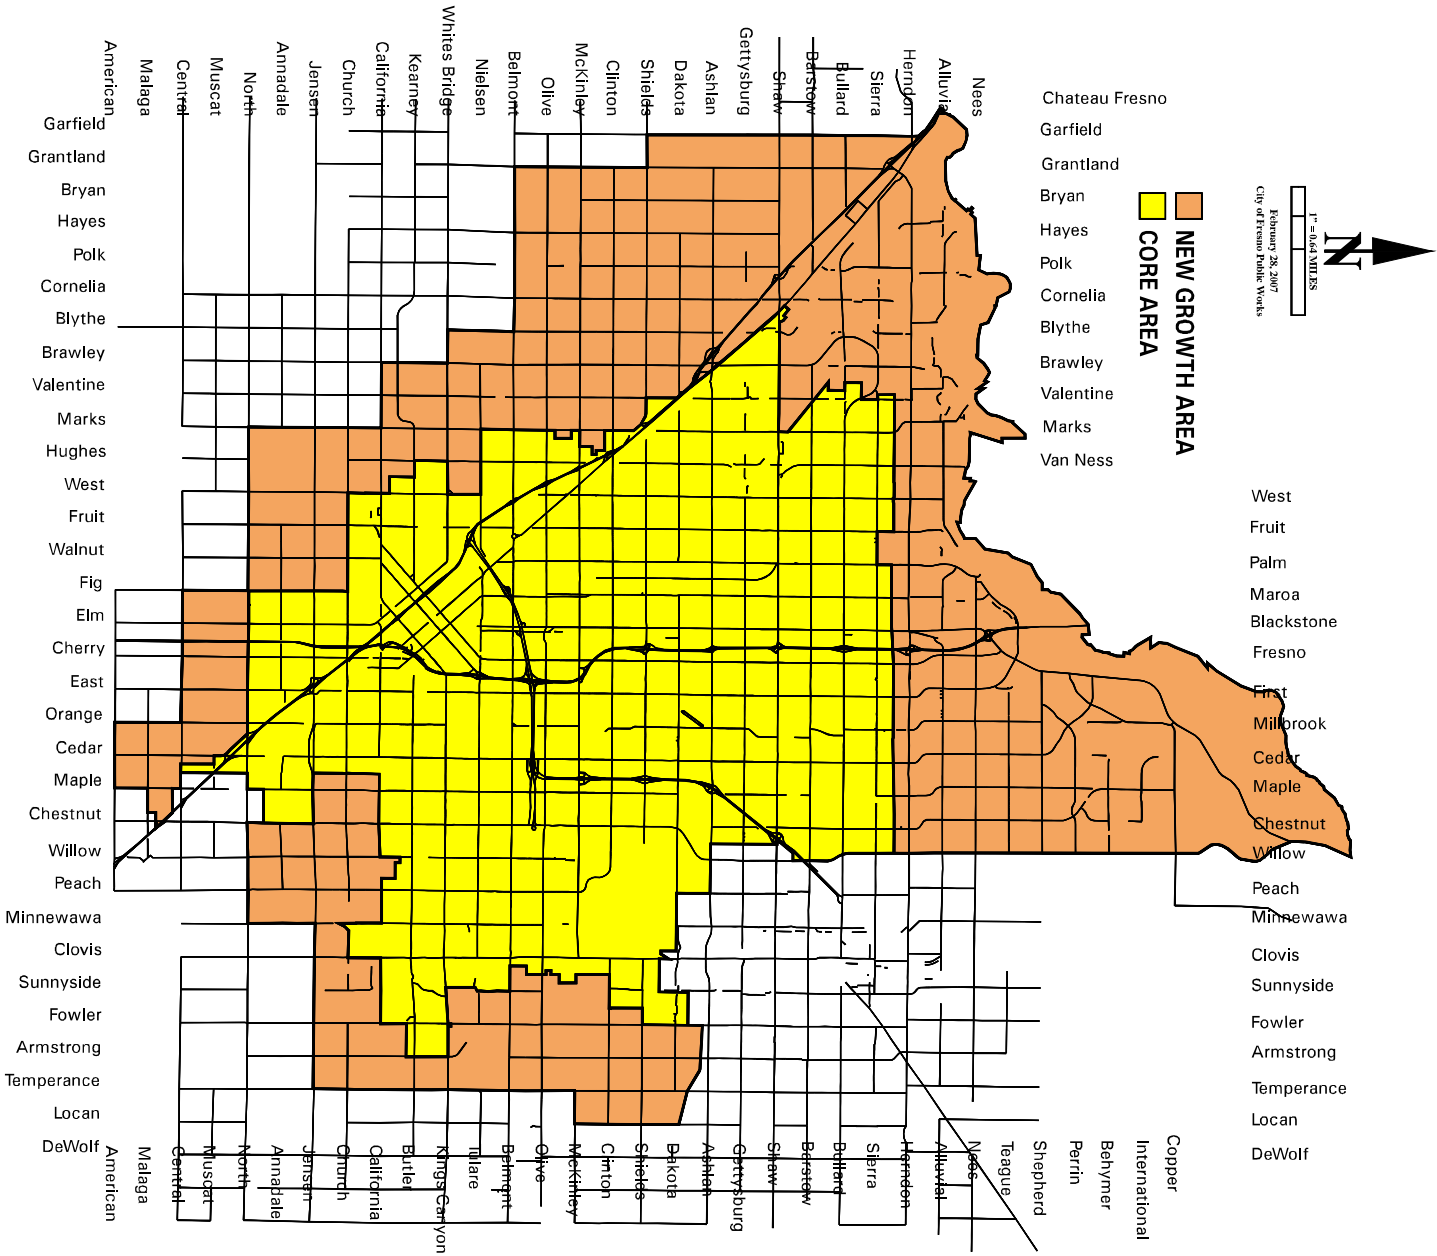 American
Malaga
Central
Muscat
North
Annadale
Jensen
Church
California
Kearney
Whites Bridge
Nielsen
Belmont
Olive
McKinley
Clinton
Shields
Dakota
Ashlan
Gettysburg
Shaw
Barstow
Bullard
Sierra
Herndon
Alluvial
Nees
Garfield
Grantland
Bryan
Hayes
Polk
Cornelia
Blythe
Brawley
Valentine
Marks
Hughes
West
Fruit
Walnut
Fig
Elm
Cherry
East
Orange
Cedar
Maple
Chestnut
Willow
Peach
Minnewawa
Clovis
Sunnyside
Fowler
Armstrong
Temperance
Locan
DeWolf
Chateau Fresno
Garfield
Grantland
Bryan
Hayes
Polk
Cornelia
Blythe
Brawley
Valentine
Marks
Van Ness
NEW GROWTH AREA
CORE AREA
N
1" = 0.64 MILES
February 28, 2007
City of Fresno Public Works
West
Fruit
Palm
Maroa
Blackstone
Fresno
First
Millbrook
Cedar
Maple
Chestnut
Willow
Peach
Minnewawa
Clovis
Sunnyside
Fowler
Armstrong
Temperance
Locan
DeWolf
American
Malaga
Central
Muscat
North
Annadale
Jensen
Church
California
Butler
Kings Canyon
Tulare
Belmont
Olive
McKinley
Clinton
Shields
Dakota
Ashlan
Gettysburg
Shaw
Barstow
Bullard
Sierra
Herndon
Alluvial
Nees
Teague
Shepherd
Perrin
Behymer
International
Copper